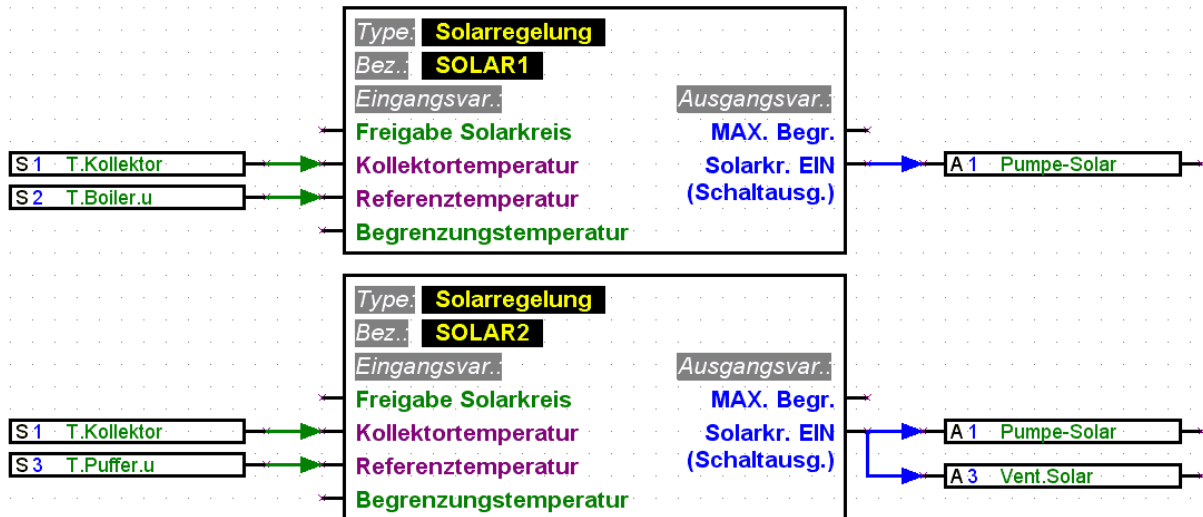 Type: Solarregelung
Bez.: SOLAR1
Eingangsvar.: Ausgangsvar.:
Freigabe Solarkreis MAX. Begr.
S 1 T.Kollektor Kollektortemperatur Solarkr. EIN A 1 Pumpe-Solar
S 2 T.Boiler.u Referenztemperatur (Schaltausg.)
Begrenzungstemperatur
Type: Solarregelung
Bez.: SOLAR2
Eingangsvar.: Ausgangsvar.:
Freigabe Solarkreis MAX. Begr.
S 1 T.Kollektor Kollektortemperatur Solarkr. EIN A 1 Pumpe-Solar
S 3 T.Puffer.u Referenztemperatur (Schaltausg.) A 3 Vent.Solar
Begrenzungstemperatur